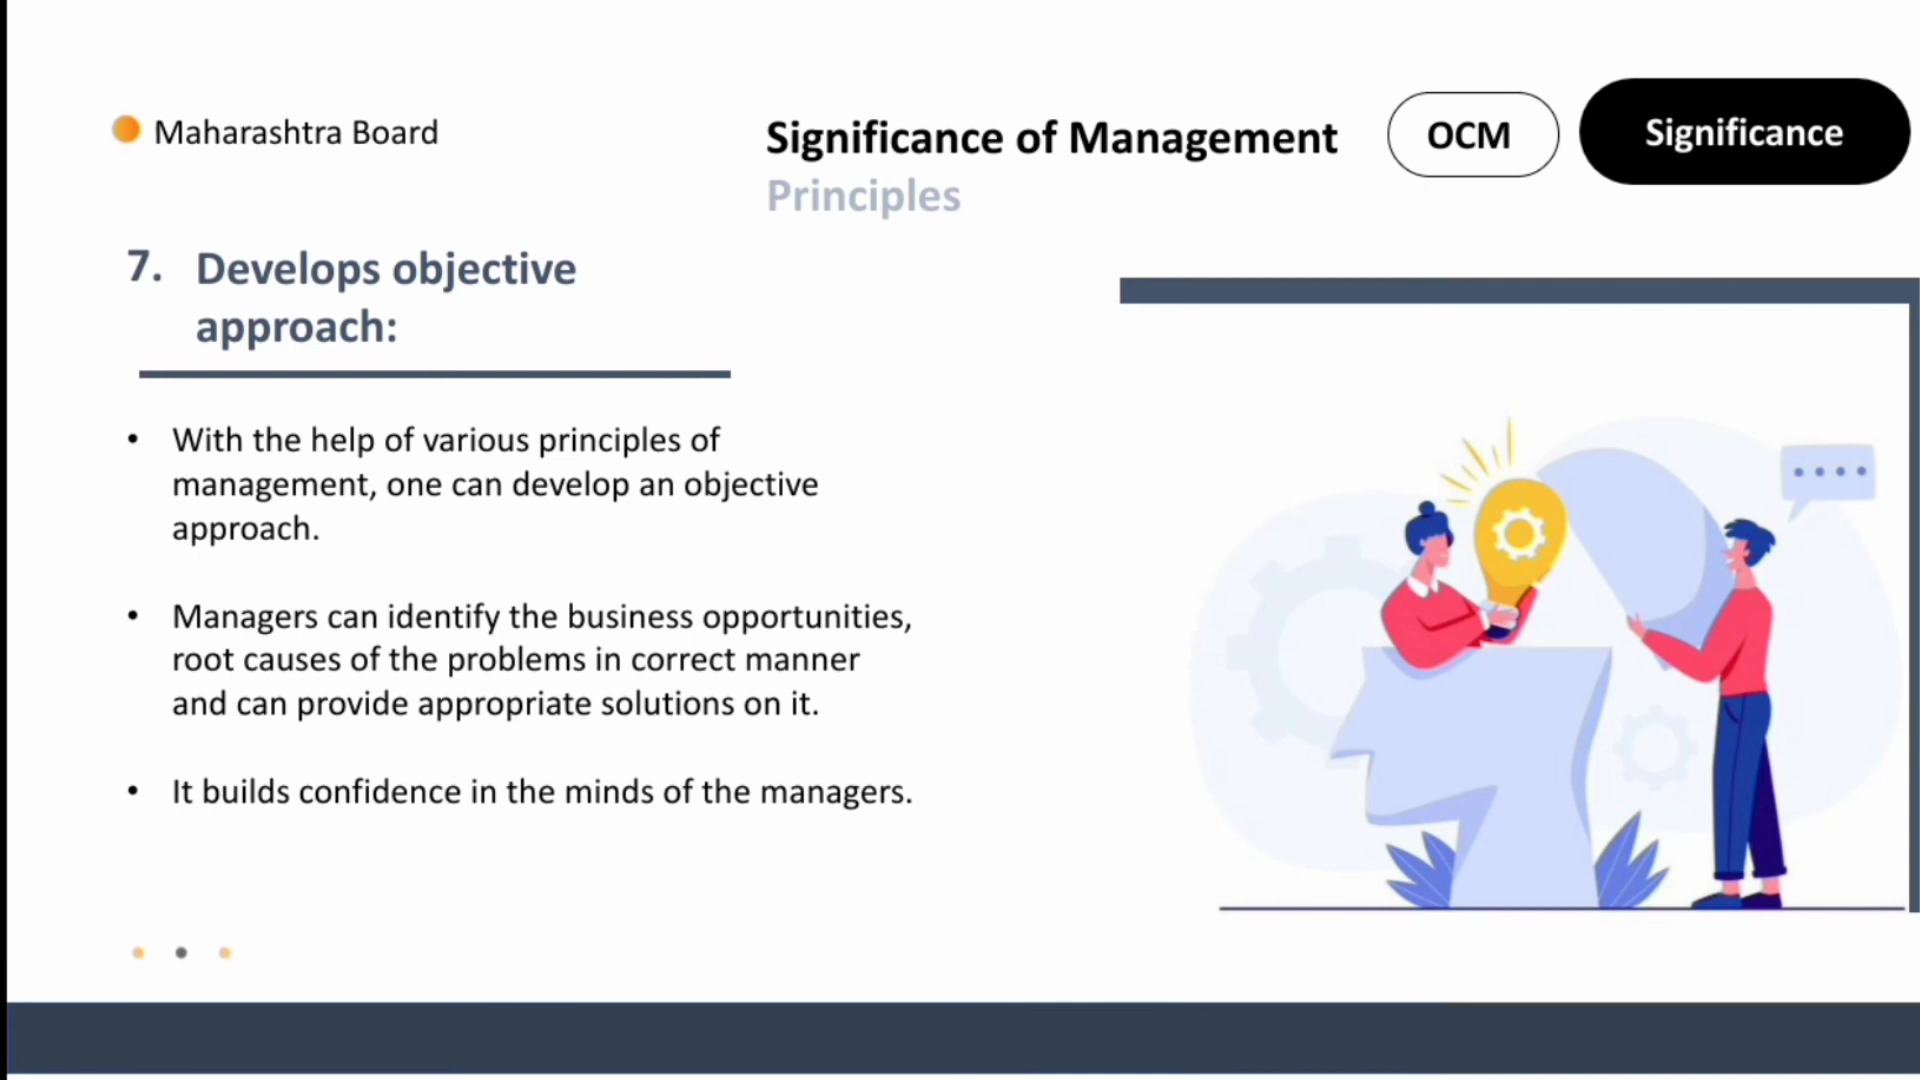 Maharashtra Board
Significance of Management
Principles
OCM
Significance
7. Develops objective
approach:
• With the help of various principles of
management, one can develop an objective
approach.
• Managers can identify the business opportunities,
root causes of the problems in correct manner
and can provide appropriate solutions on it.
• It builds confidence in the minds of the managers.